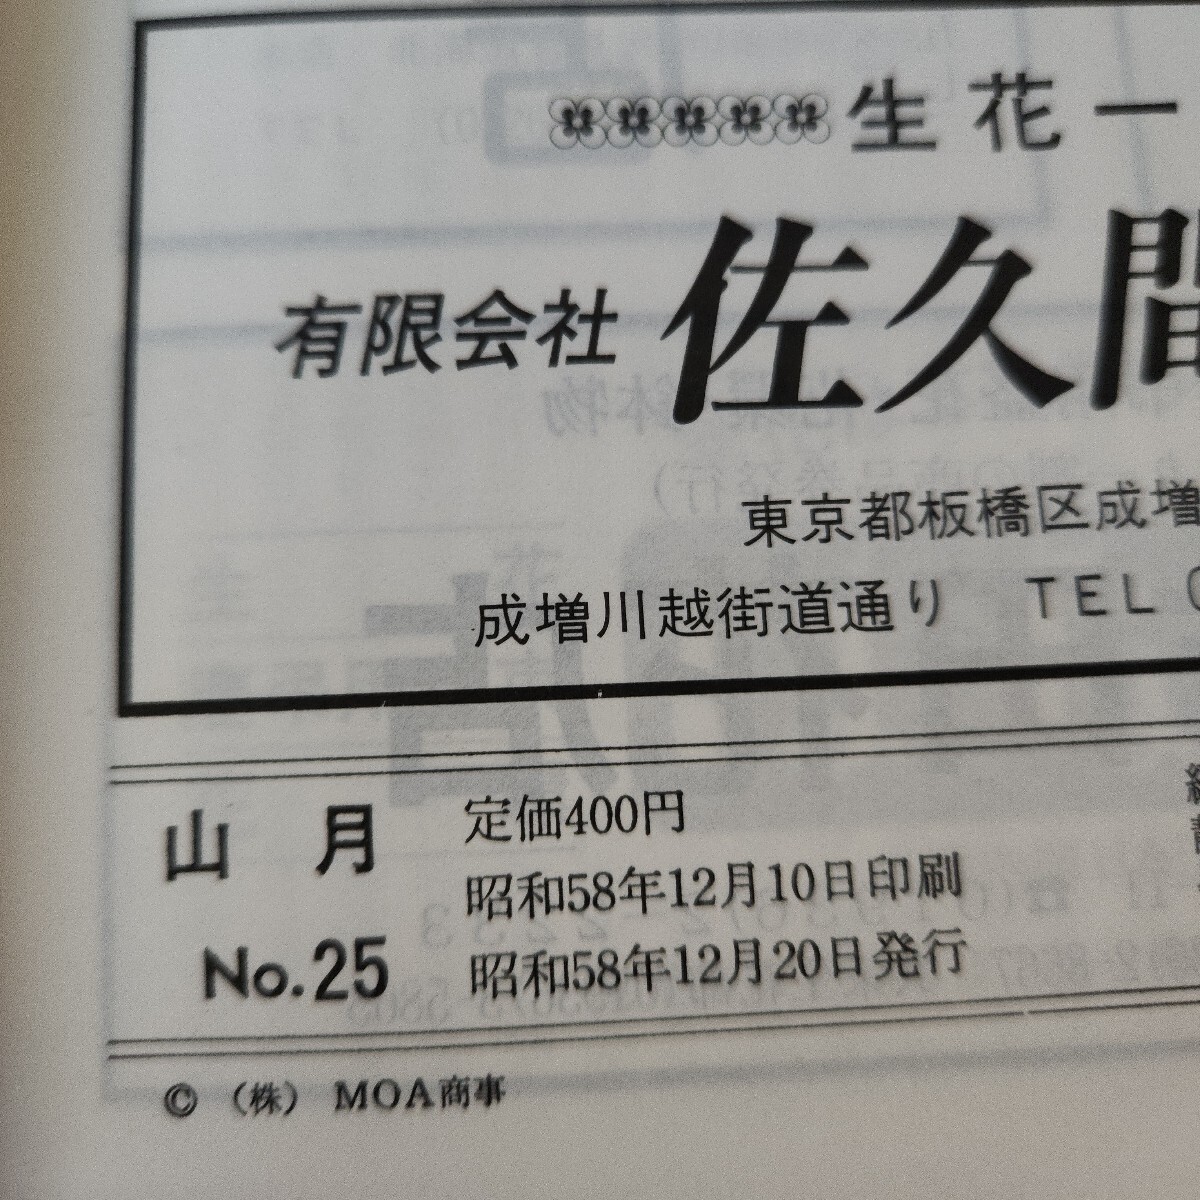 生花一
有限会社 佐久間
東京都板橋区成増
成増川越街道通り TEL
山月
No.25
定価400円
昭和58年12月10日印刷
昭和58年12月20日発行
© (株) MOA商事